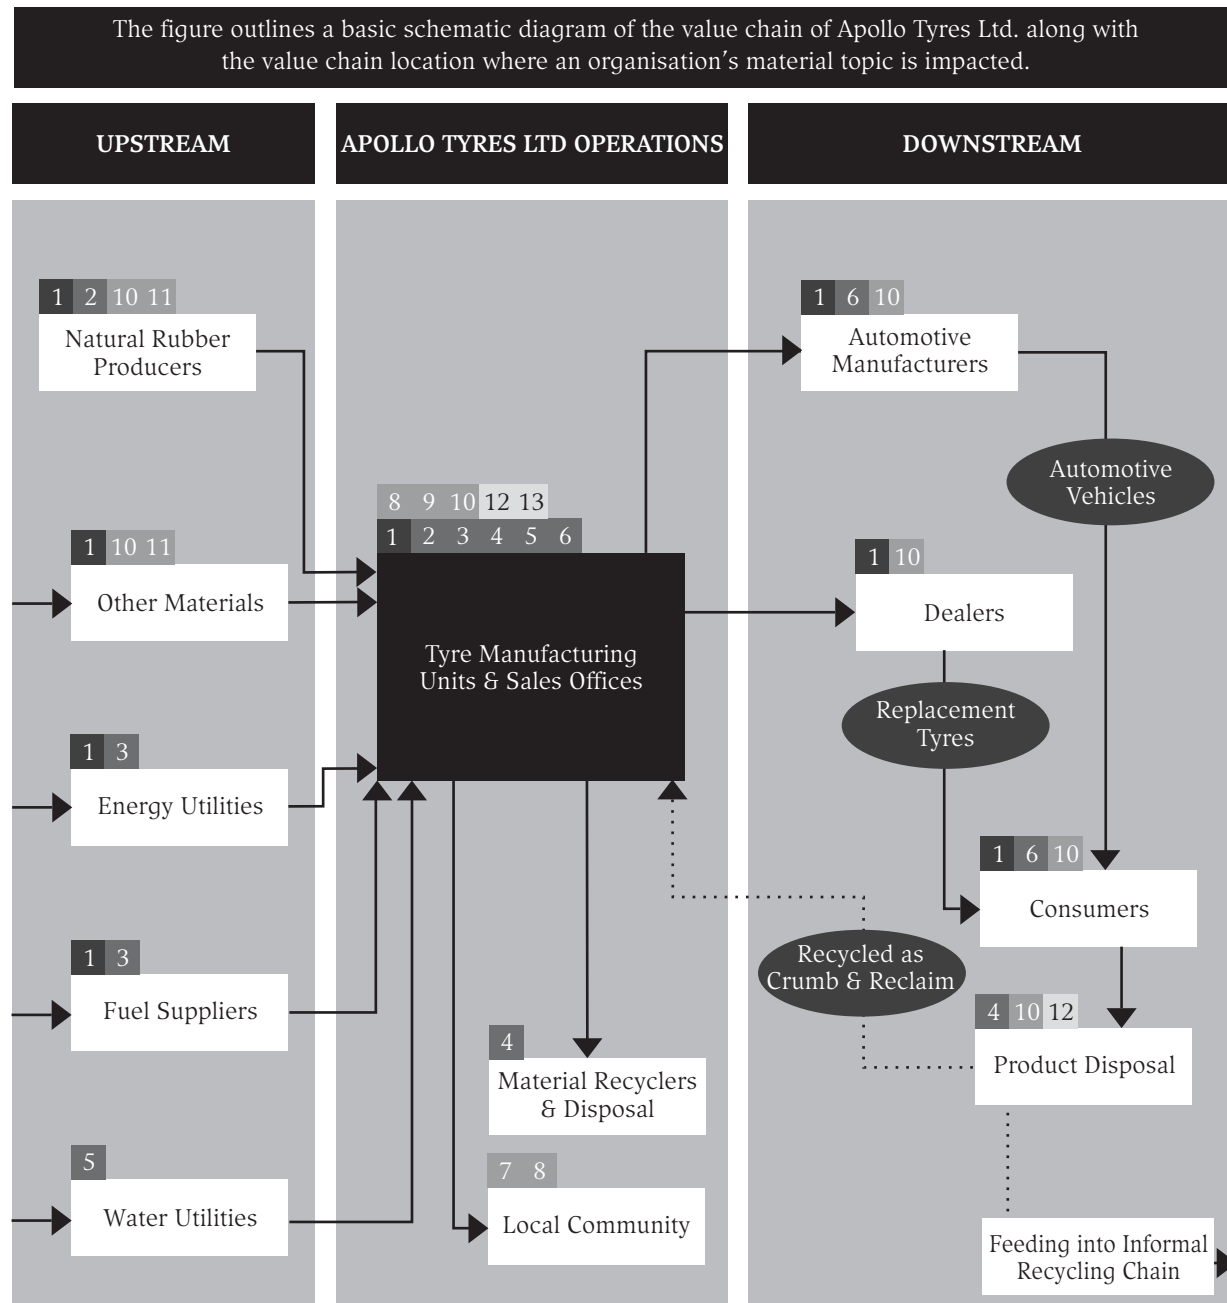 The figure outlines a basic schematic diagram of the value chain of Apollo Tyres Ltd. along with
the value chain location where an organisation's material topic is impacted.
UPSTREAM
APOLLO TYRES LTD OPERATIONS
DOWNSTREAM
1 2 10 11
Natural Rubber
Producers
1 10 11
Other Materials
1 3
Energy Utilities
1 3
Fuel Suppliers
5
Water Utilities
8 9 10 12 13
1 2 3 4 5 6
Tyre Manufacturing
Units & Sales Offices
4
Material Recyclers
& Disposal
7 8
Local Community
1 6 10
Automotive
Manufacturers
Automotive
Vehicles
1 10
Dealers
Replacement
Tyres
1 6 10
Consumers
Recycled as
Crumb & Reclaim
4 10 12
Product Disposal
Feeding into Informal
Recycling Chain